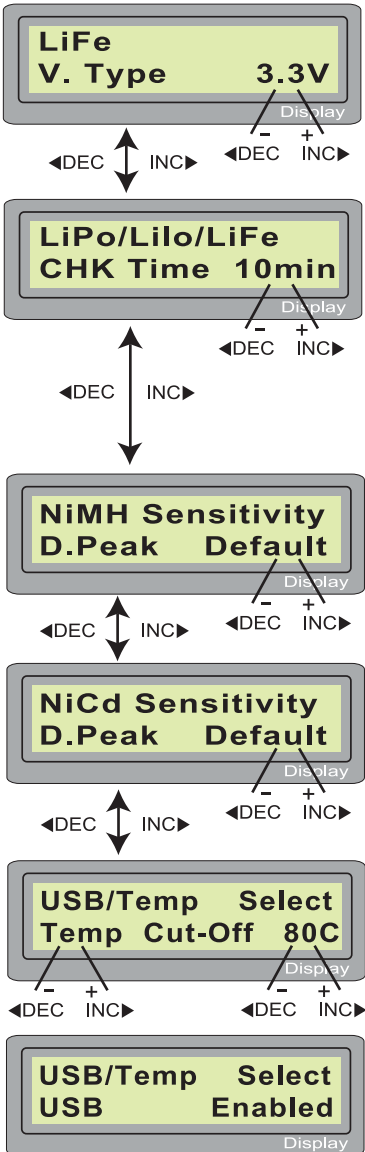 LiFe
V. Type 3.3V
Display
- +
◀DEC INC▶
◀DEC INC▶
LiPo/LiIo/LiFe
CHK Time 10min
Display
- +
◀DEC INC▶
◀DEC INC▶
NiMH Sensitivity
D.Peak Default
Display
- +
◀DEC INC▶
◀DEC INC▶
NiCd Sensitivity
D.Peak Default
Display
- +
◀DEC INC▶
◀DEC INC▶
USB/Temp Select
Temp Cut-Off 80C
Display
- + - +
◀DEC INC▶ ◀DEC INC▶
USB/Temp Select
USB Enabled
Display